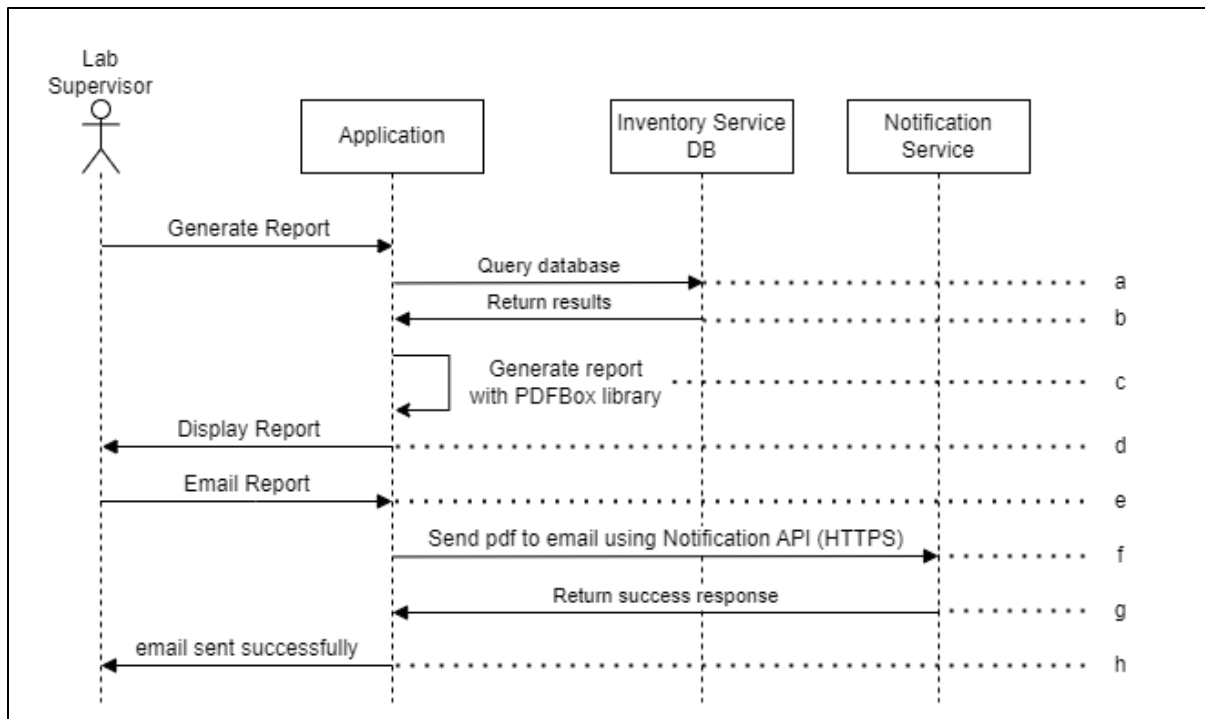 Lab
Supervisor
Application
Inventory Service
DB
Notification
Service
Generate Report
Query database
a
Return results
b
Generate report
with PDFBox library
c
Display Report
d
Email Report
e
Send pdf to email using Notification API (HTTPS)
f
Return success response
g
email sent successfully
h